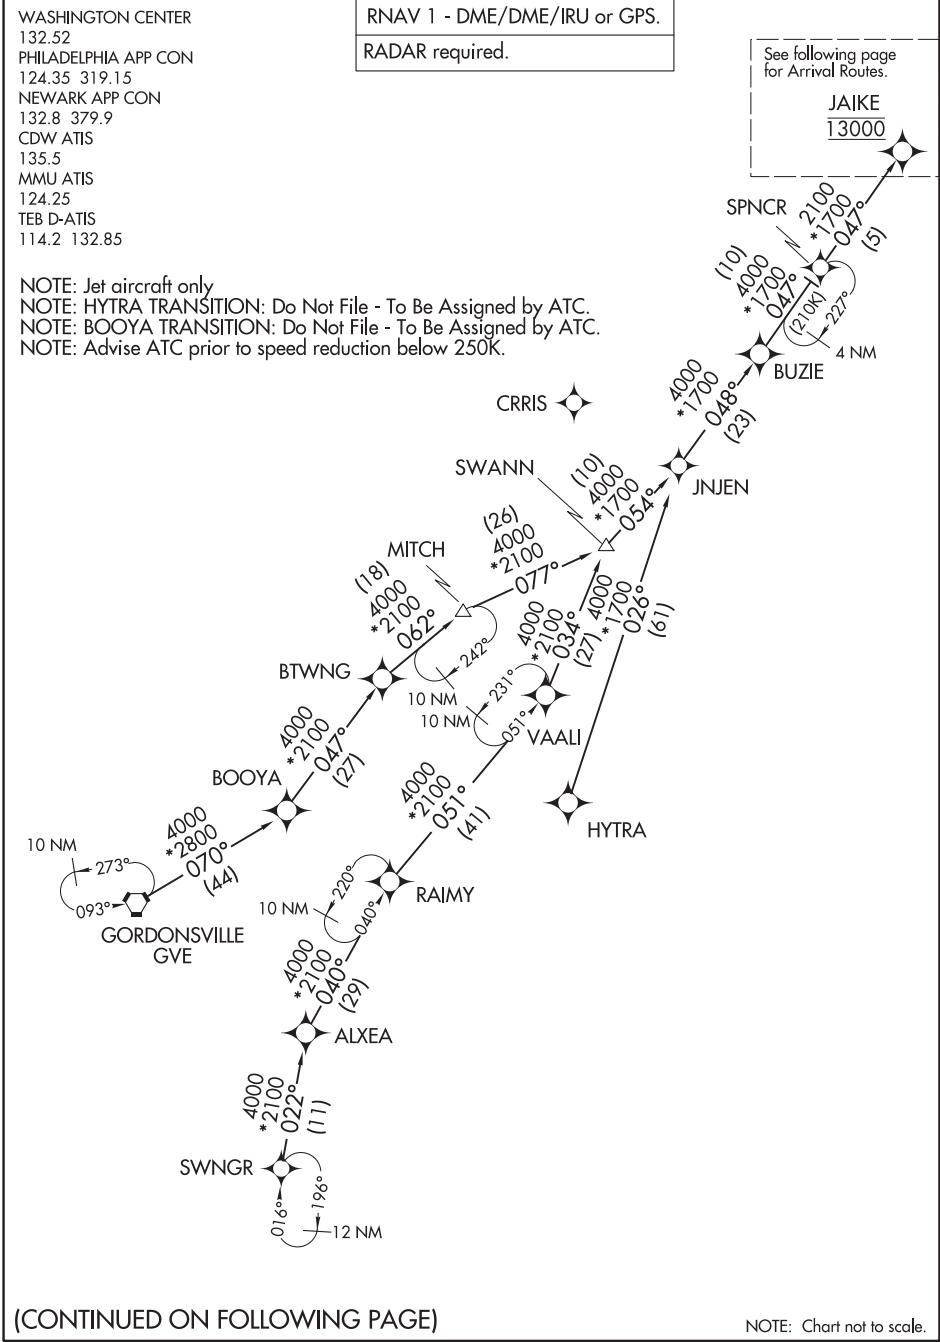 WASHINGTON CENTER
132.52
PHILADELPHIA APP CON
124.35 319.15
NEWARK APP CON
132.8 379.9
CDW ATIS
135.5
MMU ATIS
124.25
TEB D-ATIS
114.2 132.85
RNAV 1 - DME/DME/IRU or GPS.
RADAR required.
See following page
for Arrival Routes.
JAIKE
13000
NOTE: Jet aircraft only
NOTE: HYTRA TRANSITION: Do Not File - To Be Assigned by ATC.
NOTE: BOOYA TRANSITION: Do Not File - To Be Assigned by ATC.
NOTE: Advise ATC prior to speed reduction below 250K.
SPNCR
2100
*1700
047°
(5)
(10)
4000
*1700
047°
(210K)
227°
4 NM
BUZIE
4000
*1700
048°
(23)
CRRIS
SWANN
(10)
4000
*1700
054°
JNJEN
MITCH
(26)
4000
*2100
077°
(18)
4000
*2100
062°
242°
10 NM
4000
*2100
034°
(27)
4000
*1700
026°
(61)
BTWNG
231°
10 NM
051°
VAALI
4000
*2100
047°
(27)
BOOYA
4000
*2100
051°
(41)
HYTRA
4000
*2800
070°
(44)
10 NM
273°
093°
GORDONSVILLE
GVE
220°
10 NM
040°
RAIMY
4000
*2100
040°
(29)
ALXEA
4000
*2100
022°
(11)
SWNGR
016°
196°
12 NM
(CONTINUED ON FOLLOWING PAGE)
NOTE: Chart not to scale.